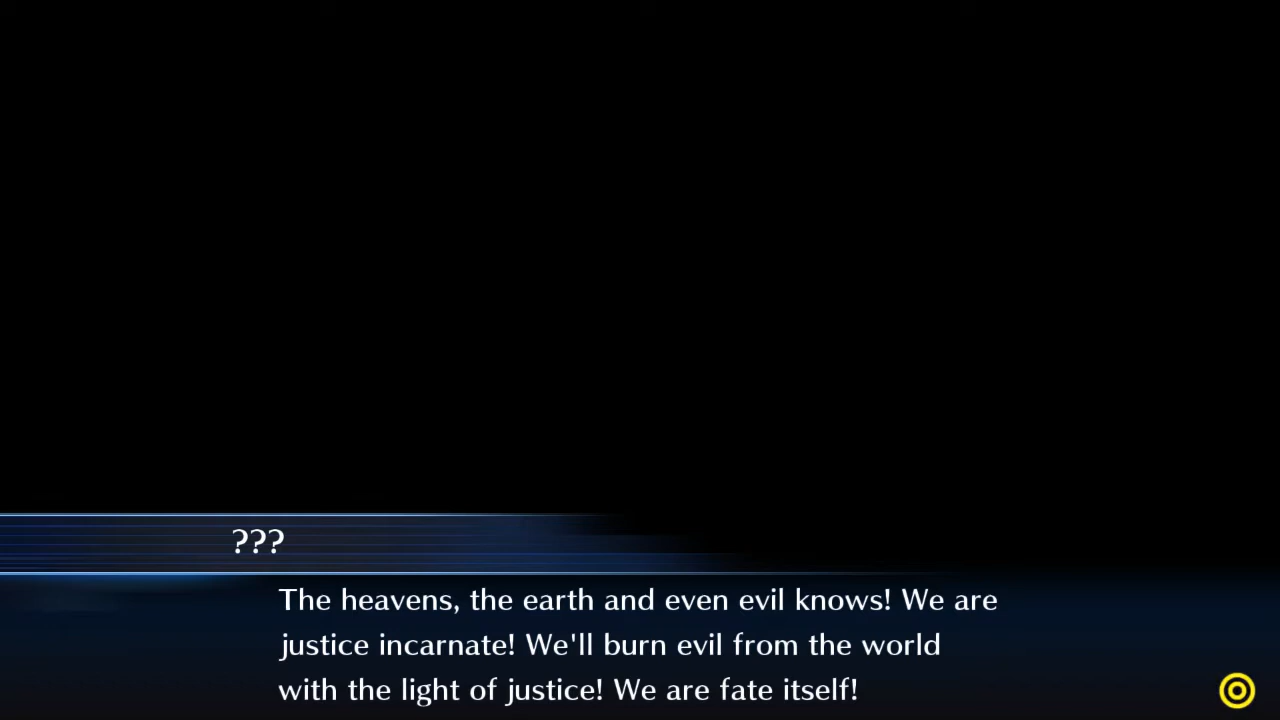 ???
The heavens, the earth and even evil knows! We are
justice incarnate! We'll burn evil from the world
with the light of justice! We are fate itself!